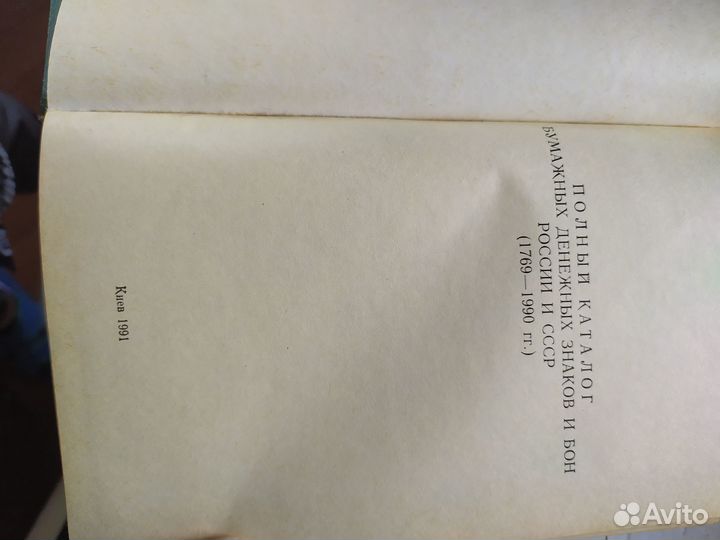 ПОЛНЫЙ КАТАЛОГ
БУМАЖНЫХ ДЕНЕЖНЫХ ЗНАКОВ И БОН
РОССИИ И СССР
(1769—1990 гг.)
Киев 1991
Avito